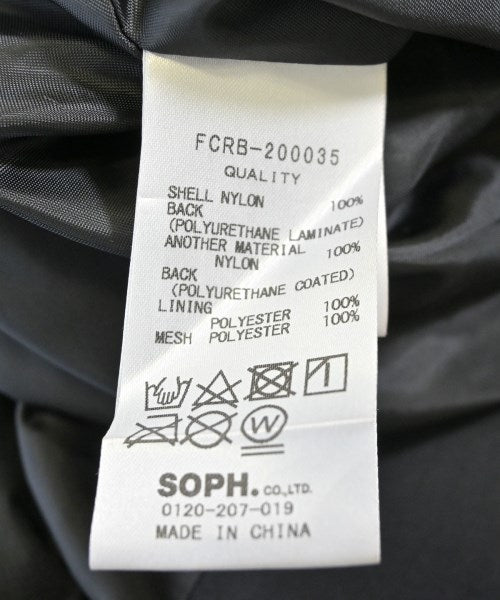 FCRB-200035
QUALITY
SHELL NYLON 100%
BACK
(POLYURETHANE LAMINATE)
ANOTHER MATERIAL 100%
NYLON
BACK
(POLYURETHANE COATED)
LINING
POLYESTER 100%
MESH POLYESTER 100%
W
SOPH. CO.,LTD.
0120-207-019
MADE IN CHINA